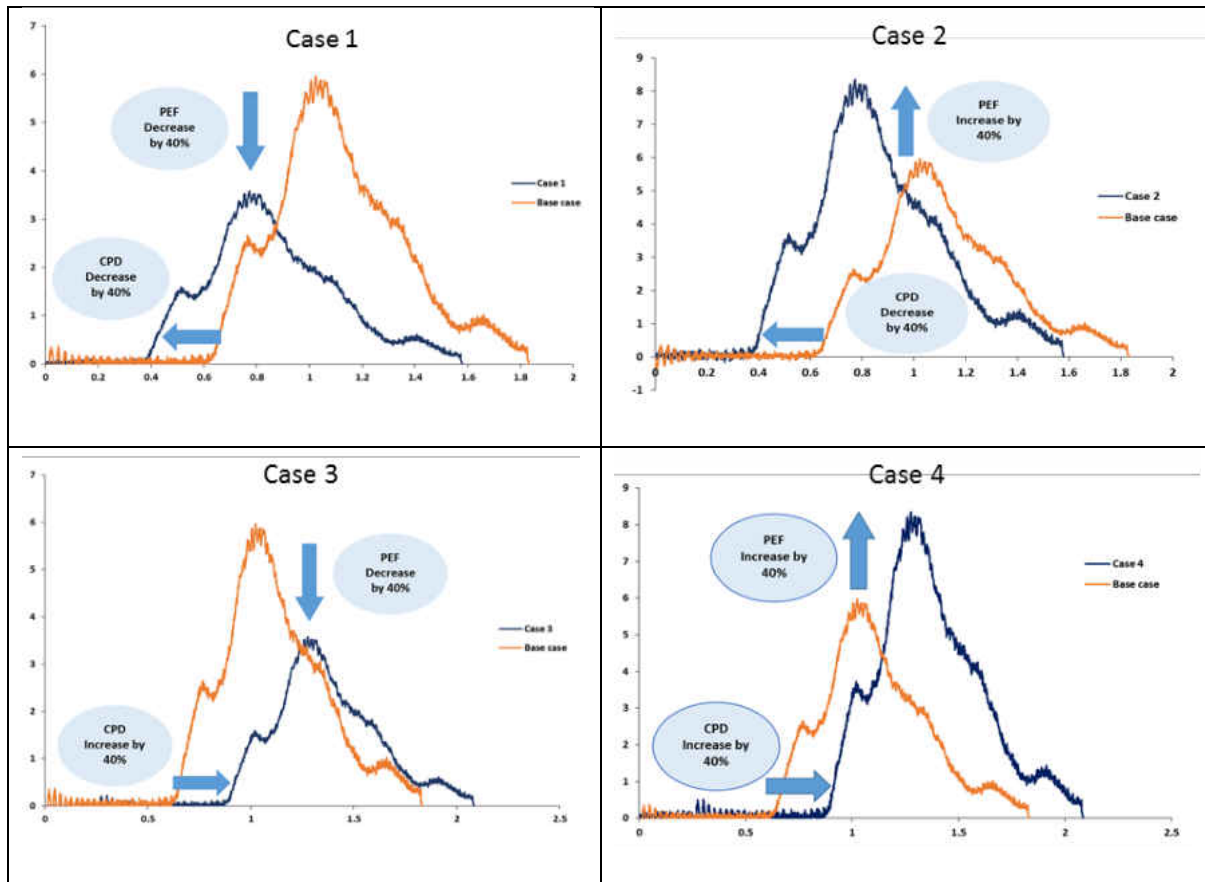 Case 1
7
6
5
4
3
2
1
0
0
0.2
0.4
0.6
0.8
1
1.2
1.4
1.6
1.8
2
PEF
Decrease
by 40%
CPD
Decrease
by 40%
Case 1
Base case
Case 2
9
8
7
6
5
4
3
2
1
0
-1
0
0.2
0.4
0.6
0.8
1
1.2
1.4
1.6
1.8
2
PEF
Increase by
40%
CPD
Decrease
by 40%
Case 2
Base case
Case 3
7
6
5
4
3
2
1
0
0
0.5
1
1.5
2
2.5
PEF
Decrease
by 40%
CPD
Increase by
40%
Case 3
Base case
Case 4
9
8
7
6
5
4
3
2
1
0
0
0.5
1
1.5
2
2.5
PEF
Increase by
40%
CPD
Increase by
40%
Case 4
Base case